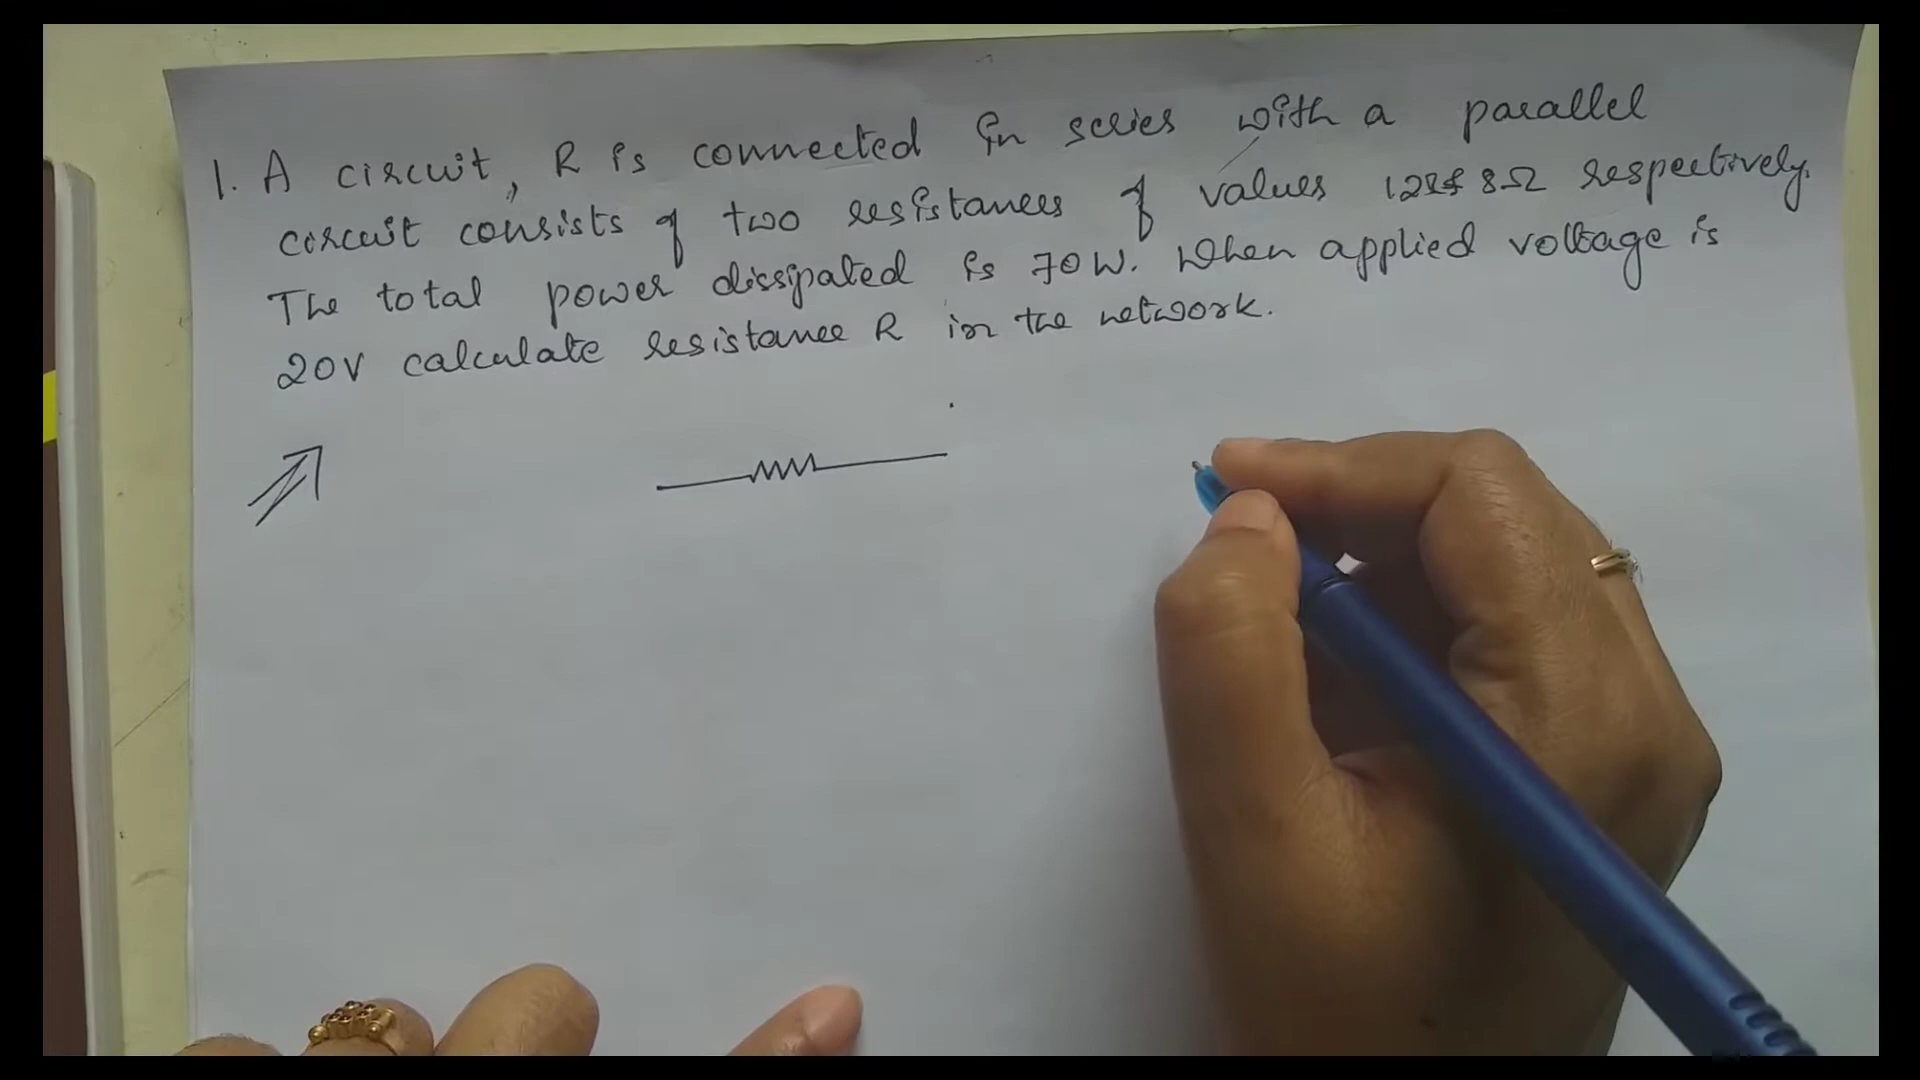 1. A circuit, R is connected in series with a parallel
circuit consists of two resistances of values 12Ω & 8Ω respectively.
The total power dissipated is 70W. When applied voltage is
20V calculate resistance R in the network.